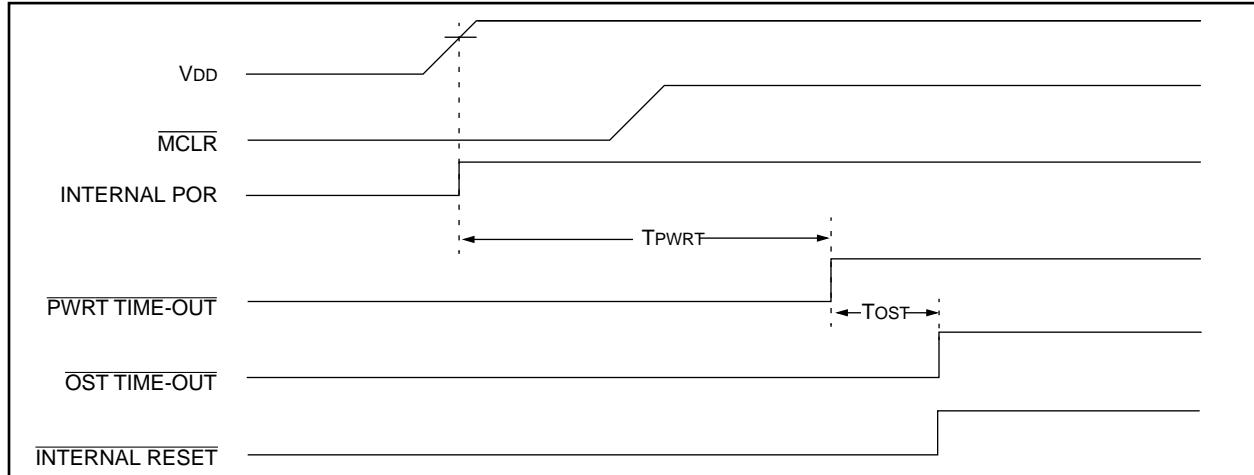 VDD
MCLR
INTERNAL POR
TPWRT
PWRT TIME-OUT
TOST
OST TIME-OUT
INTERNAL RESET